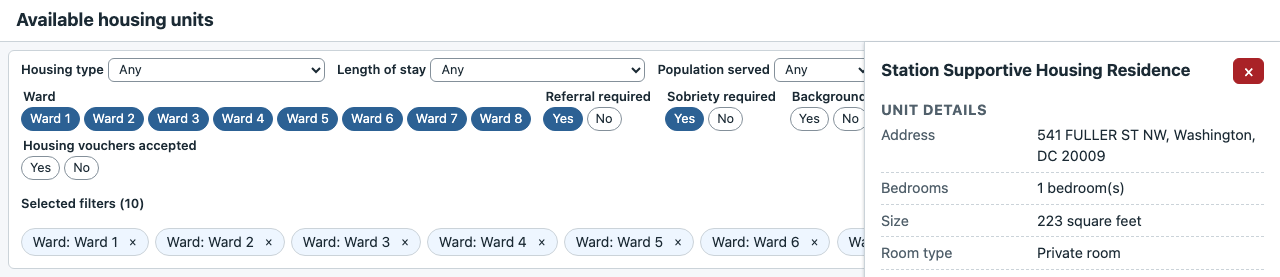 Available housing units
Housing type Any Length of stay Any Population served Any
Ward Referral required Sobriety required Background
Ward 1 Ward 2 Ward 3 Ward 4 Ward 5 Ward 6 Ward 7 Ward 8 Yes No Yes No Yes No
Housing vouchers accepted
Yes No
Selected filters (10)
Ward: Ward 1 × Ward: Ward 2 × Ward: Ward 3 × Ward: Ward 4 × Ward: Ward 5 × Ward: Ward 6 ×
Station Supportive Housing Residence ×
UNIT DETAILS
Address 541 FULLER ST NW, Washington,
DC 20009
Bedrooms 1 bedroom(s)
Size 223 square feet
Room type Private room